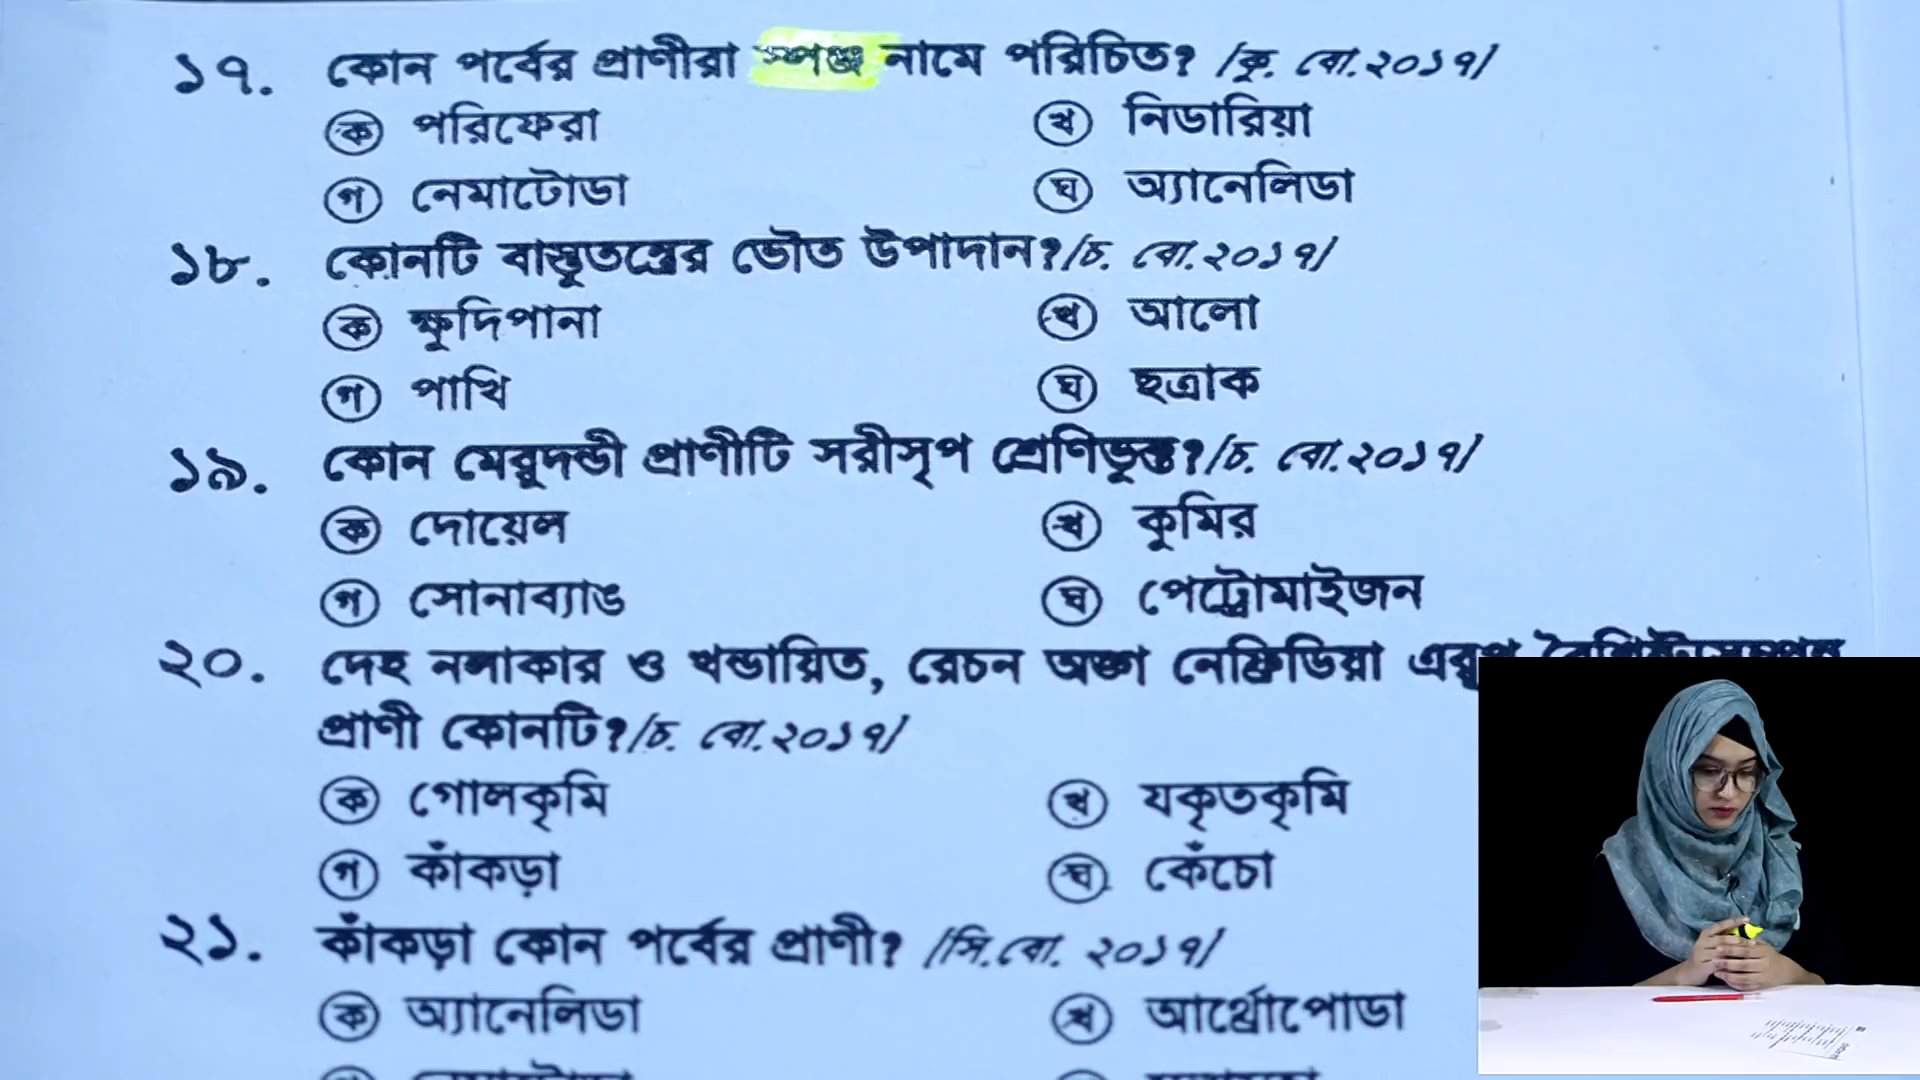 ১৭. কোন পর্বের প্রাণীরা স্পঞ্জ নামে পরিচিত? /কু. বো.২০১৭/
ক পরিফেরা খ নিডারিয়া
গ নেমাটোডা ঘ অ্যানেলিডা
১৮. কোনটি বাস্তুতন্ত্রের ভৌত উপাদান?/চ. বো.২০১৭/
ক ক্ষুদিপানা খ আলো
গ পাখি ঘ ছত্রাক
১৯. কোন মেরুদন্ডী প্রাণীটি সরীসৃপ শ্রেণিভুক্ত?/চ. বো.২০১৭/
ক দোয়েল খ কুমির
গ সোনাব্যাঙ ঘ পেট্রোমাইজন
২০. দেহ নলাকার ও খন্ডায়িত, রেচন অঙ্গ নেফ্রিডিয়া এরূপ
প্রাণী কোনটি?/চ. বো.২০১৭/
ক গোলকৃমি খ যকৃতকৃমি
গ কাঁকড়া ঘ কেঁচো
২১. কাঁকড়া কোন পর্বের প্রাণী? /সি.বো. ২০১৭/
ক অ্যানেলিডা খ আর্থ্রোপোডা